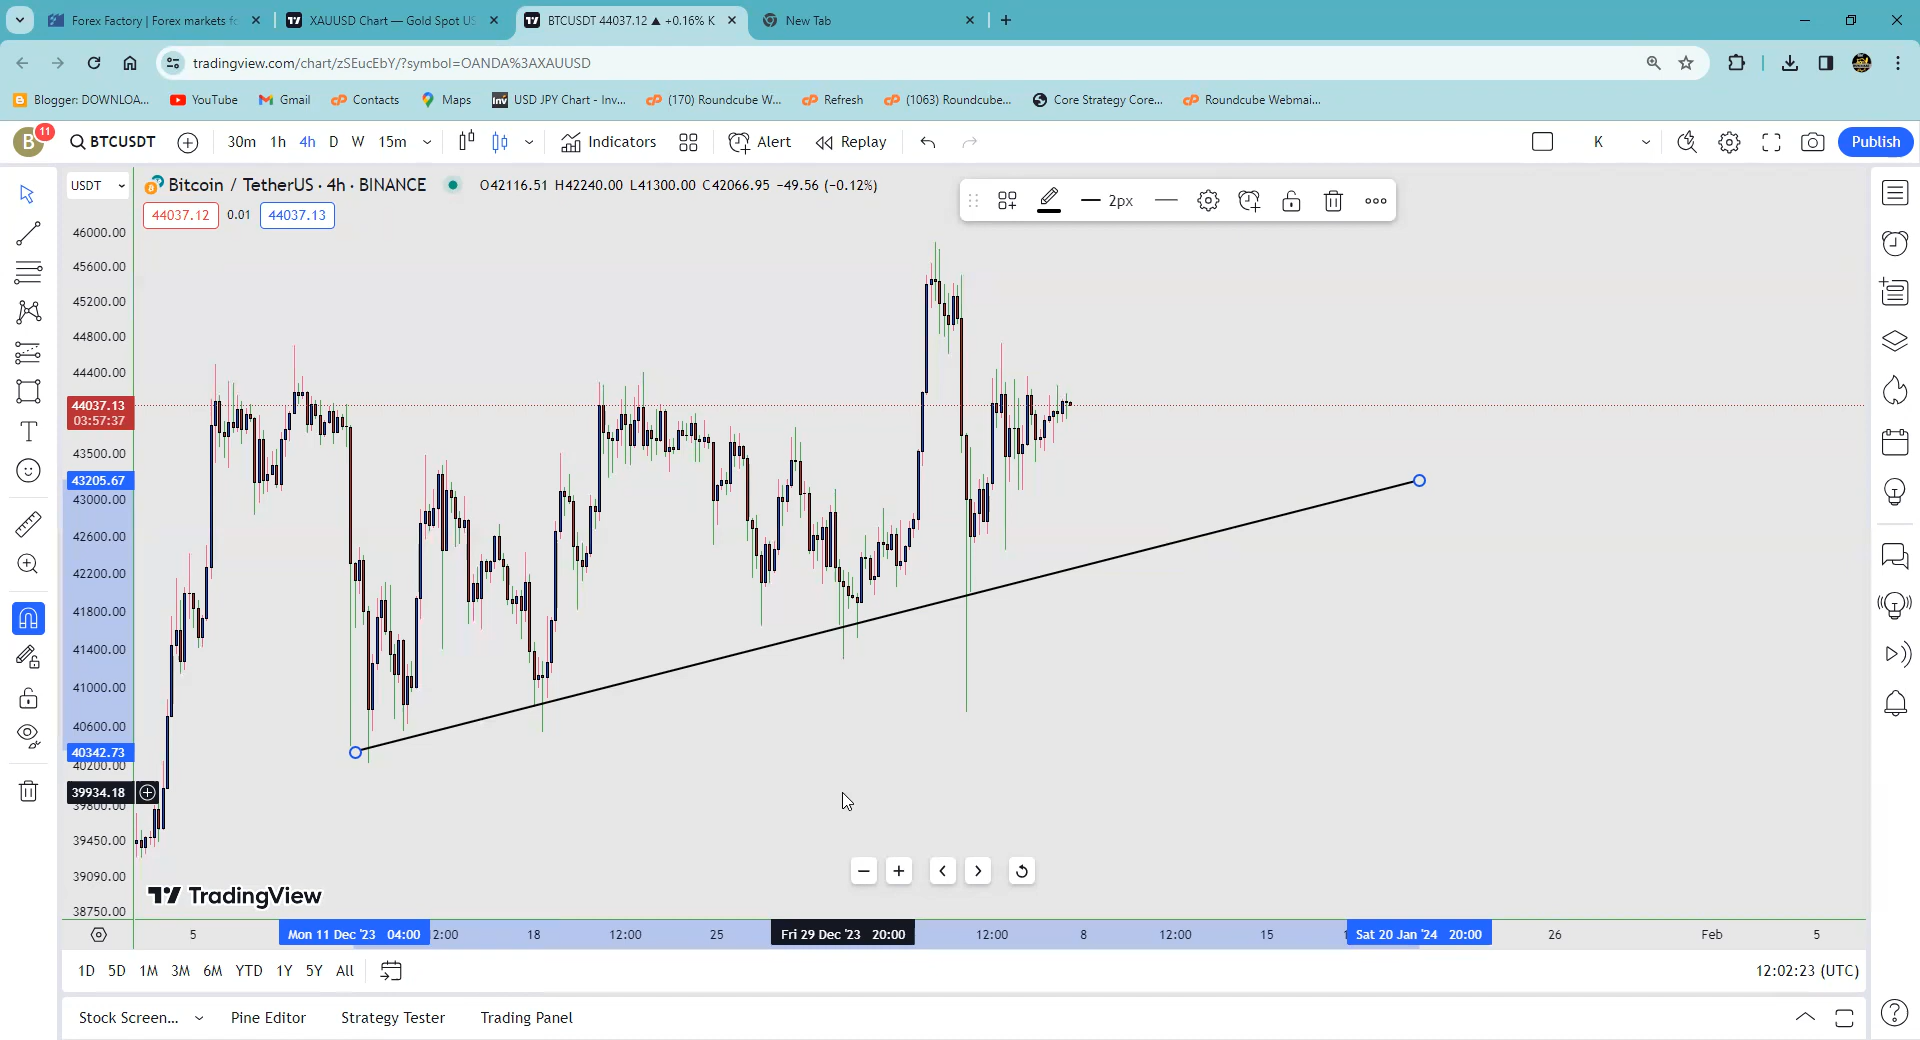 Forex Factory | Forex markets fo
XAUUSD Chart — Gold Spot US
BTCUSDT 44037.12 ▲ +0.16% K
New Tab
tradingview.com/chart/zSEucEbY/?symbol=OANDA%3AXAUUSD
Blogger: DOWNLOA...
YouTube
Gmail
Contacts
Maps
USD JPY Chart - Inv...
(170) Roundcube W...
Refresh
(1063) Roundcube...
Core Strategy Core...
Roundcube Webmai...
B 11
BTCUSDT
30m 1h 4h D W 15m
Indicators
Alert
Replay
K
Publish
USDT
Bitcoin / TetherUS · 4h · BINANCE
O42116.51 H42240.00 L41300.00 C42066.95 −49.56 (−0.12%)
44037.12 0.01 44037.13
2px
46000.00
45600.00
45200.00
44800.00
44400.00
44037.13
03:57:37
43500.00
43205.67
43000.00
42600.00
42200.00
41800.00
41400.00
41000.00
40600.00
40342.73
40200.00
39934.18
39800.00
39450.00
39090.00
38750.00
TradingView
5
Mon 11 Dec '23 04:00
2:00
18
12:00
25
Fri 29 Dec '23 20:00
12:00
8
12:00
15
Sat 20 Jan '24 20:00
26
Feb
5
1D 5D 1M 3M 6M YTD 1Y 5Y All
12:02:23 (UTC)
Stock Screen...
Pine Editor
Strategy Tester
Trading Panel